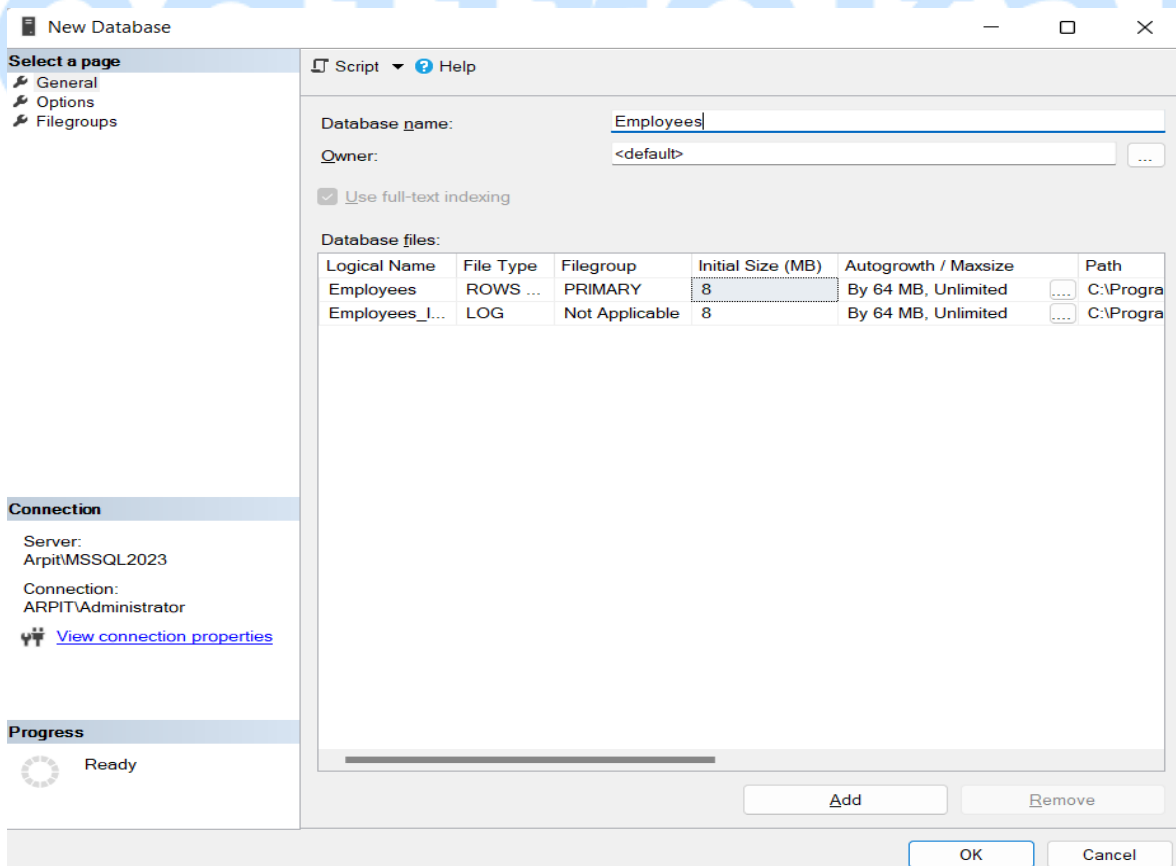 New Database
Select a page
General
Options
Filegroups
Script Help
Database name: Employees
Owner: <default> ...
Use full-text indexing
Database files:
Logical Name File Type Filegroup Initial Size (MB) Autogrowth / Maxsize Path
Employees ROWS ... PRIMARY 8 By 64 MB, Unlimited .... C:\Progra
Employees_l... LOG Not Applicable 8 By 64 MB, Unlimited .... C:\Progra
Connection
Server:
Arpit\MSSQL2023
Connection:
ARPIT\Administrator
View connection properties
Progress
Ready
Add Remove
OK Cancel